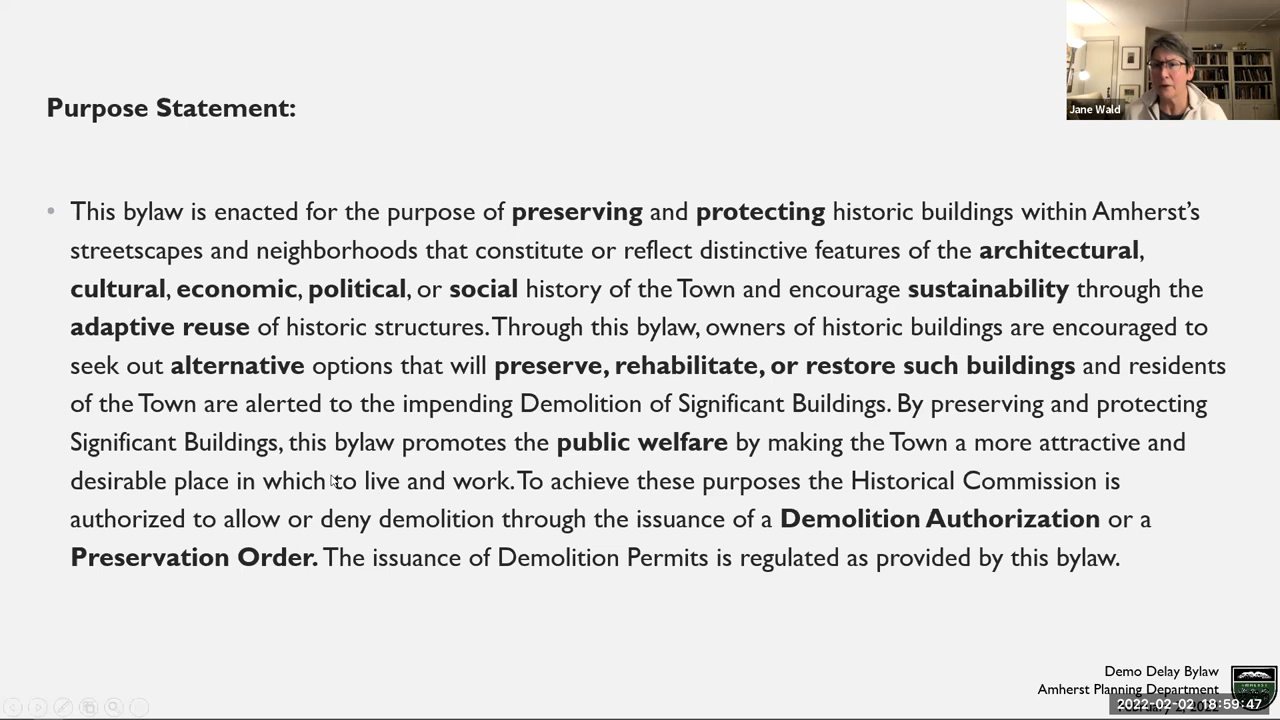 Jane Wald
Purpose Statement:
• This bylaw is enacted for the purpose of preserving and protecting historic buildings within Amherst's
streetscapes and neighborhoods that constitute or reflect distinctive features of the architectural,
cultural, economic, political, or social history of the Town and encourage sustainability through the
adaptive reuse of historic structures. Through this bylaw, owners of historic buildings are encouraged to
seek out alternative options that will preserve, rehabilitate, or restore such buildings and residents
of the Town are alerted to the impending Demolition of Significant Buildings. By preserving and protecting
Significant Buildings, this bylaw promotes the public welfare by making the Town a more attractive and
desirable place in which to live and work. To achieve these purposes the Historical Commission is
authorized to allow or deny demolition through the issuance of a Demolition Authorization or a
Preservation Order. The issuance of Demolition Permits is regulated as provided by this bylaw.
Demo Delay Bylaw
Amherst Planning Department
2022-02-02 18:59:47